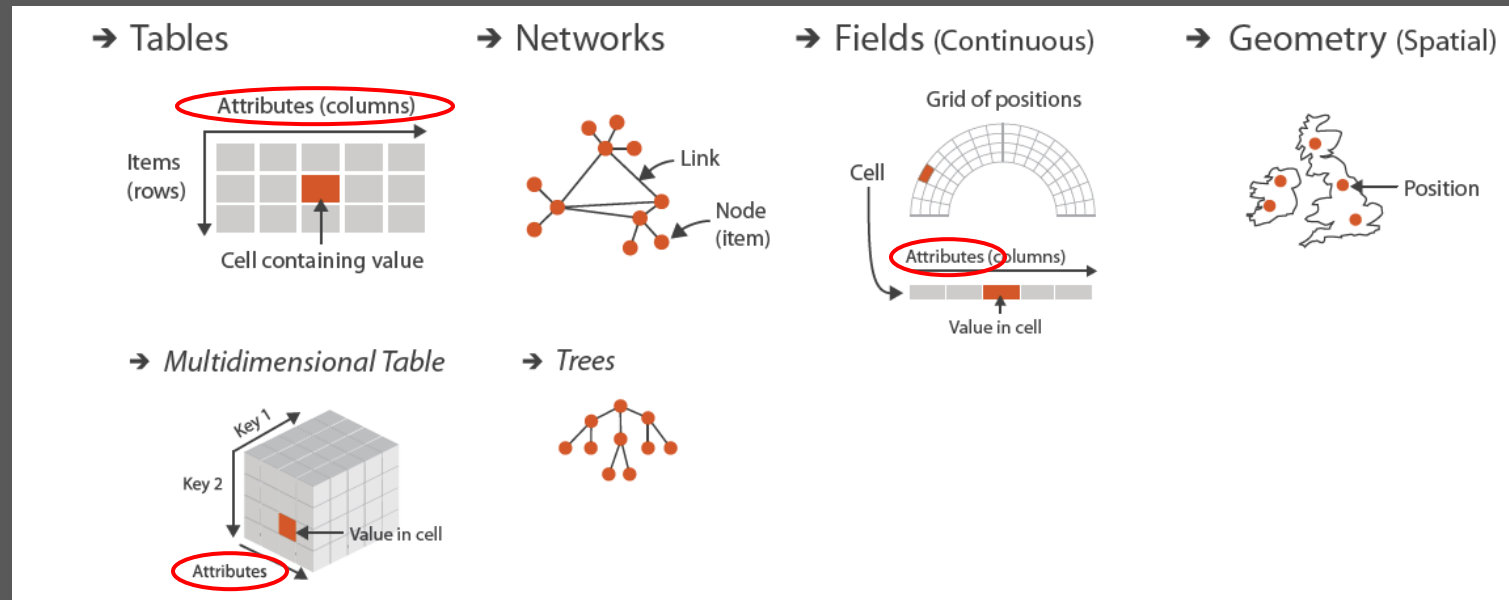 → Tables
Attributes (columns)
Items
(rows)
Cell containing value
→ Multidimensional Table
Key 1
Key 2
Value in cell
Attributes
→ Networks
Link
Node
(item)
→ Trees
→ Fields (Continuous)
Grid of positions
Cell
Attributes (columns)
Value in cell
→ Geometry (Spatial)
Position